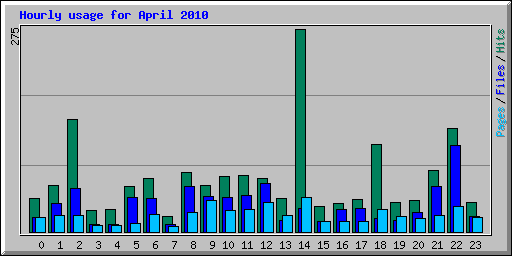 Hourly usage for April 2010
275
Pages / Files / Hits
0 1 2 3 4 5 6 7 8 9 10 11 12 13 14 15 16 17 18 19 20 21 22 23